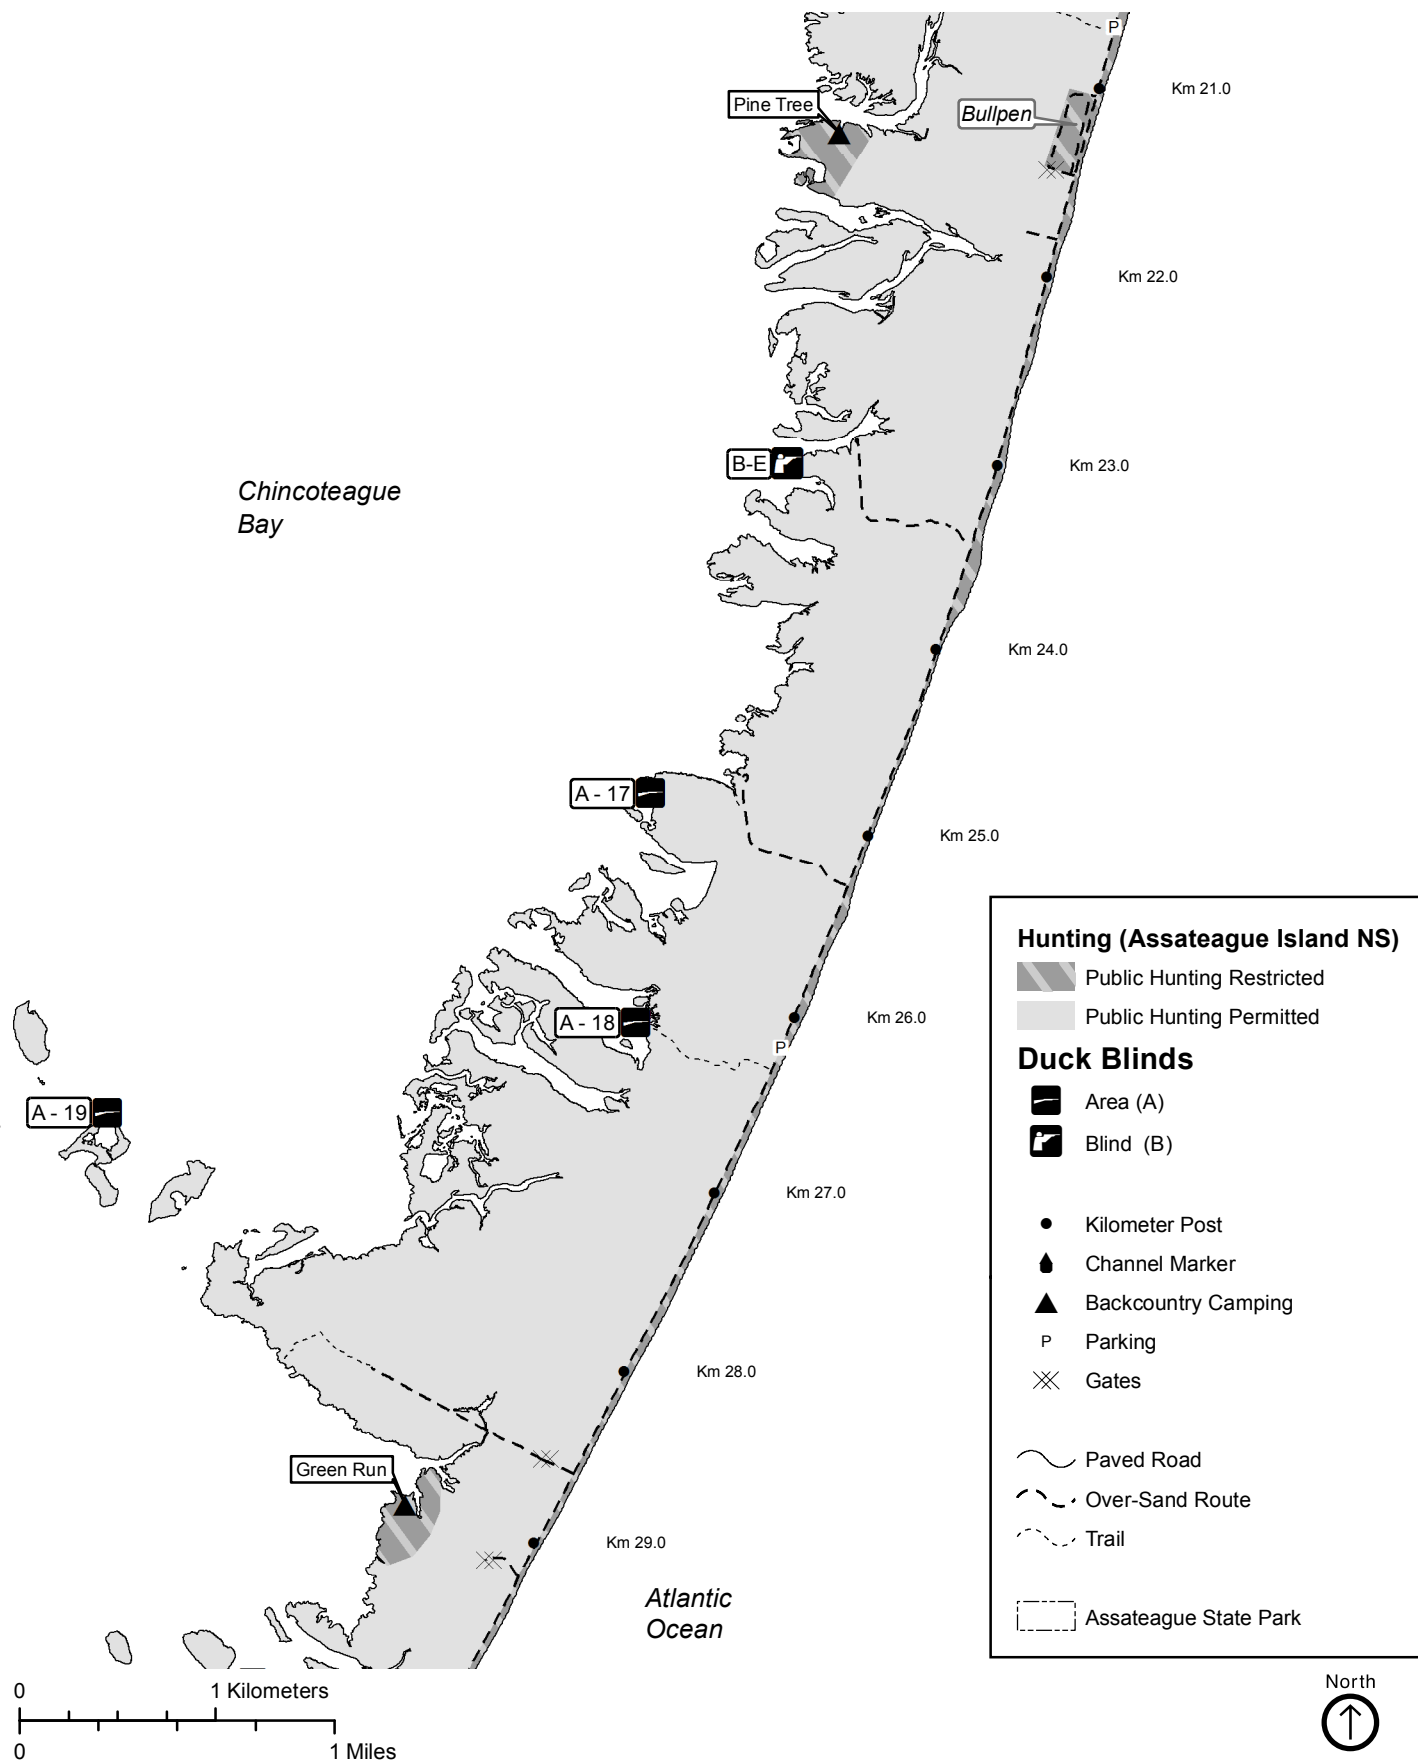 P
Km 21.0
Pine Tree
Bullpen
Km 22.0
B-E
Km 23.0
Chincoteague
Bay
Km 24.0
A - 17
Km 25.0
A - 18
Km 26.0
P
A - 19
Km 27.0
Km 28.0
Green Run
Km 29.0
Atlantic
Ocean
Hunting (Assateague Island NS)
Public Hunting Restricted
Public Hunting Permitted
Duck Blinds
Area (A)
Blind (B)
Kilometer Post
Channel Marker
Backcountry Camping
P Parking
Gates
Paved Road
Over-Sand Route
Trail
Assateague State Park
0 1 Kilometers
0 1 Miles
North